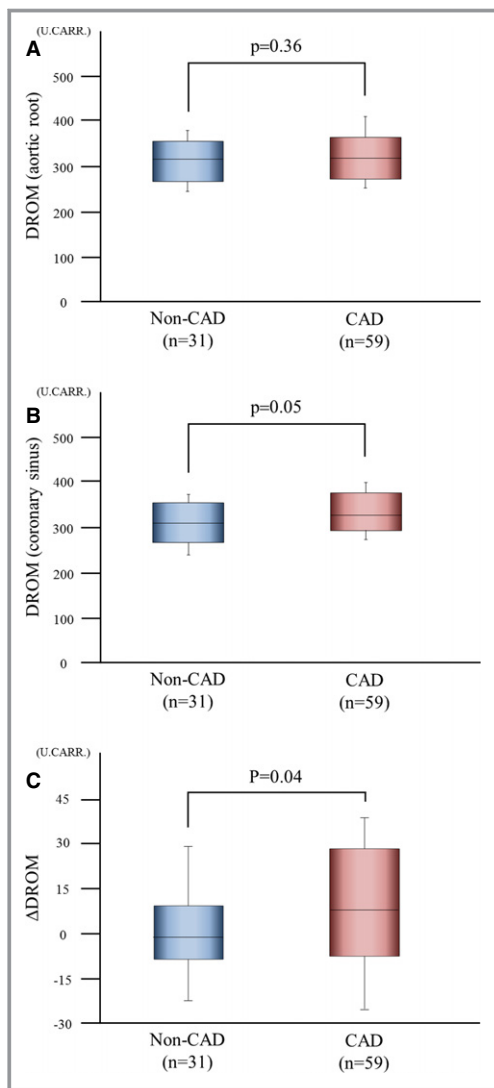 A
(U.CARR.)
p=0.36
DROM (aortic root)
500
400
300
200
100
0
Non-CAD
(n=31)
CAD
(n=59)
B
(U.CARR.)
p=0.05
DROM (coronary sinus)
500
400
300
200
100
0
Non-CAD
(n=31)
CAD
(n=59)
C
(U.CARR.)
P=0.04
ΔDROM
45
30
15
0
-15
-30
Non-CAD
(n=31)
CAD
(n=59)